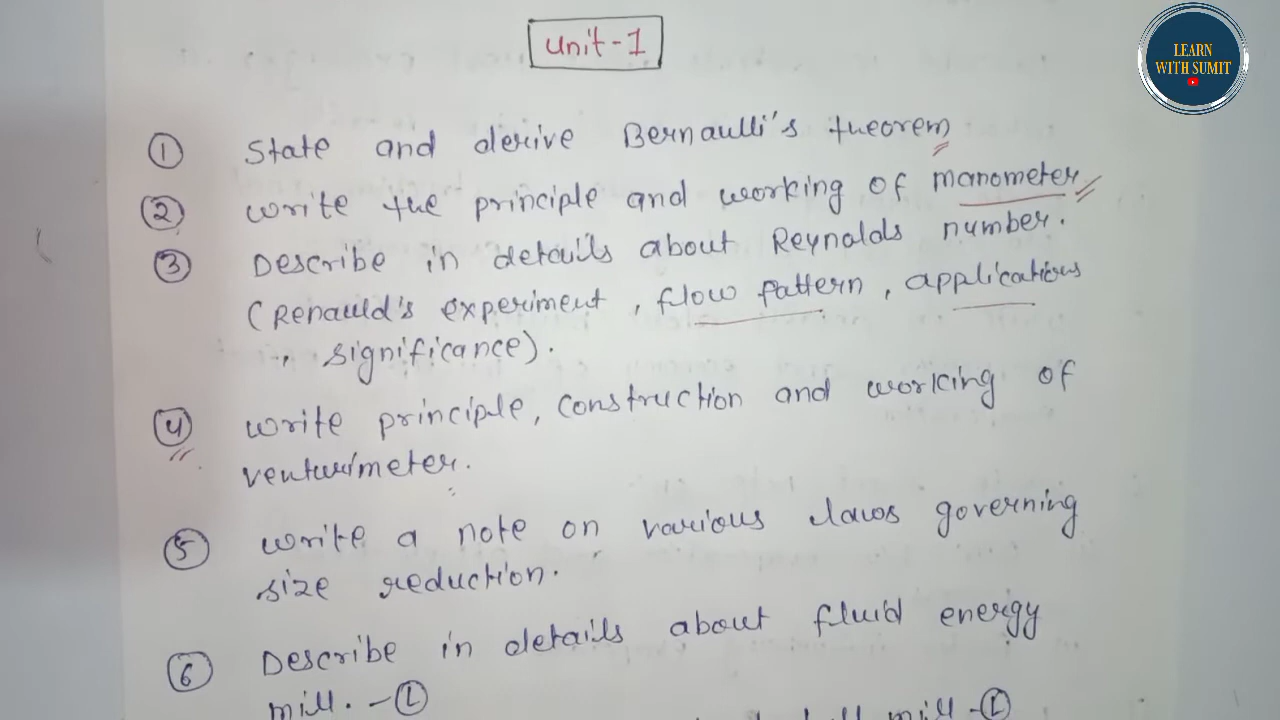 Unit-1
LEARN
WITH SUMIT
① State and derive Bernaulli's theorem
② Write the principle and working of manometer
③ Describe in details about Reynolds number.
(Renauld's experiment, flow pattern, applications
, significance).
④ Write principle, construction and working of
venturimeter.
⑤ Write a note on various laws governing
size reduction.
⑥ Describe in details about fluid energy
mill. - Ⓛ
mill - Ⓛ